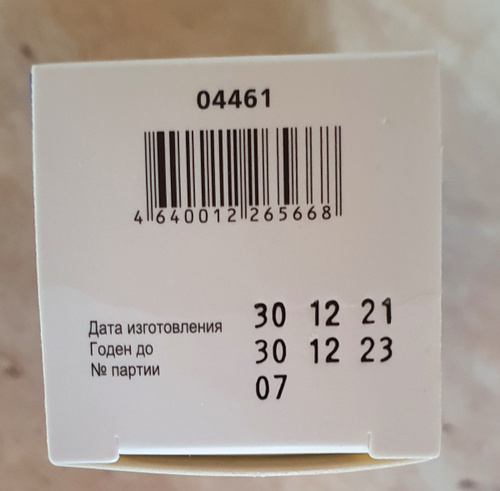 04461
4 640012 265668
Дата изготовления 30 12 21
Годен до 30 12 23
№ партии 07